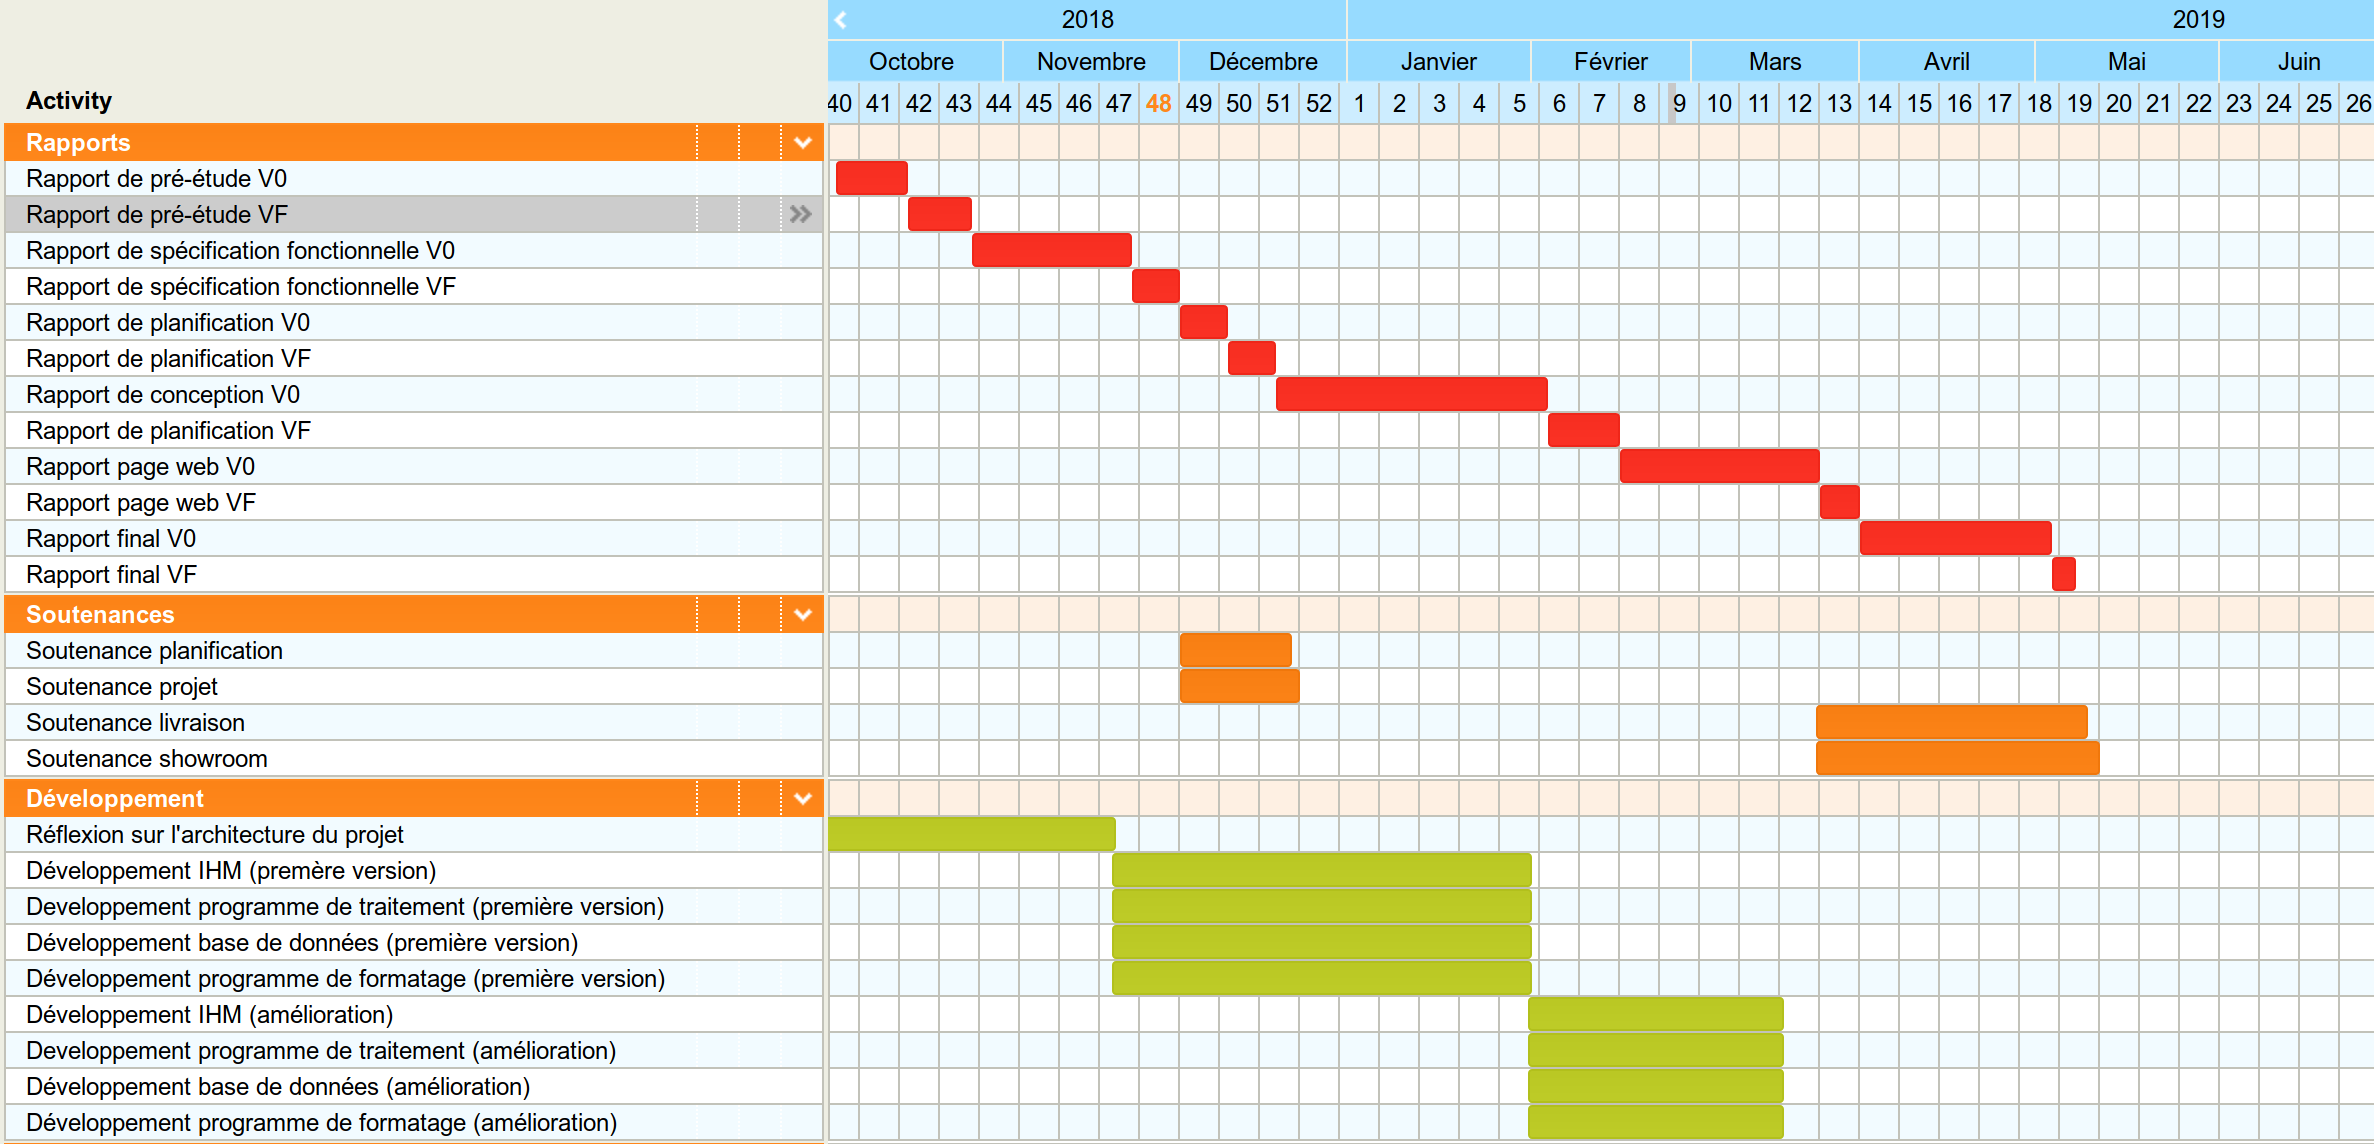 2018 2019
Octobre Novembre Décembre Janvier Février Mars Avril Mai Juin
Activity 40 41 42 43 44 45 46 47 48 49 50 51 52 1 2 3 4 5 6 7 8 9 10 11 12 13 14 15 16 17 18 19 20 21 22 23 24 25 26
Rapports
Rapport de pré-étude V0
Rapport de pré-étude VF
Rapport de spécification fonctionnelle V0
Rapport de spécification fonctionnelle VF
Rapport de planification V0
Rapport de planification VF
Rapport de conception V0
Rapport de planification VF
Rapport page web V0
Rapport page web VF
Rapport final V0
Rapport final VF
Soutenances
Soutenance planification
Soutenance projet
Soutenance livraison
Soutenance showroom
Développement
Réflexion sur l'architecture du projet
Développement IHM (premère version)
Developpement programme de traitement (première version)
Développement base de données (première version)
Développement programme de formatage (première version)
Développement IHM (amélioration)
Developpement programme de traitement (amélioration)
Développement base de données (amélioration)
Développement programme de formatage (amélioration)